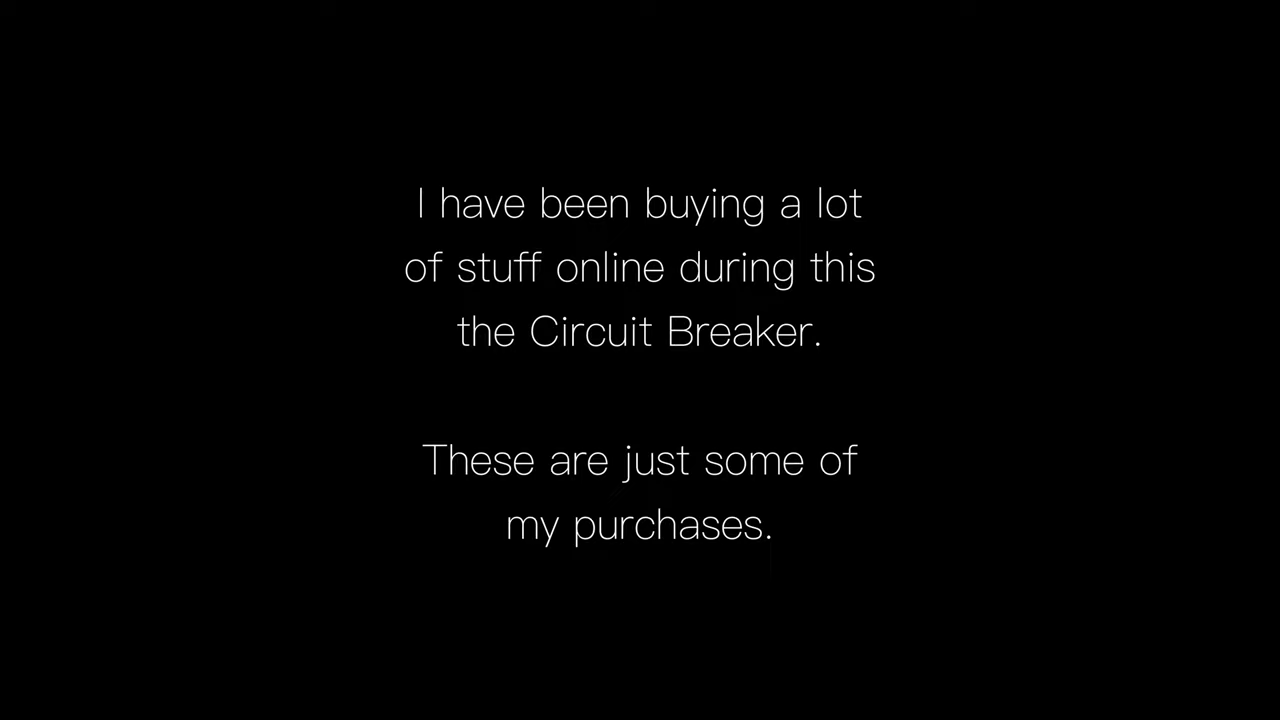 I have been buying a lot
of stuff online during this
the Circuit Breaker.
These are just some of
my purchases.